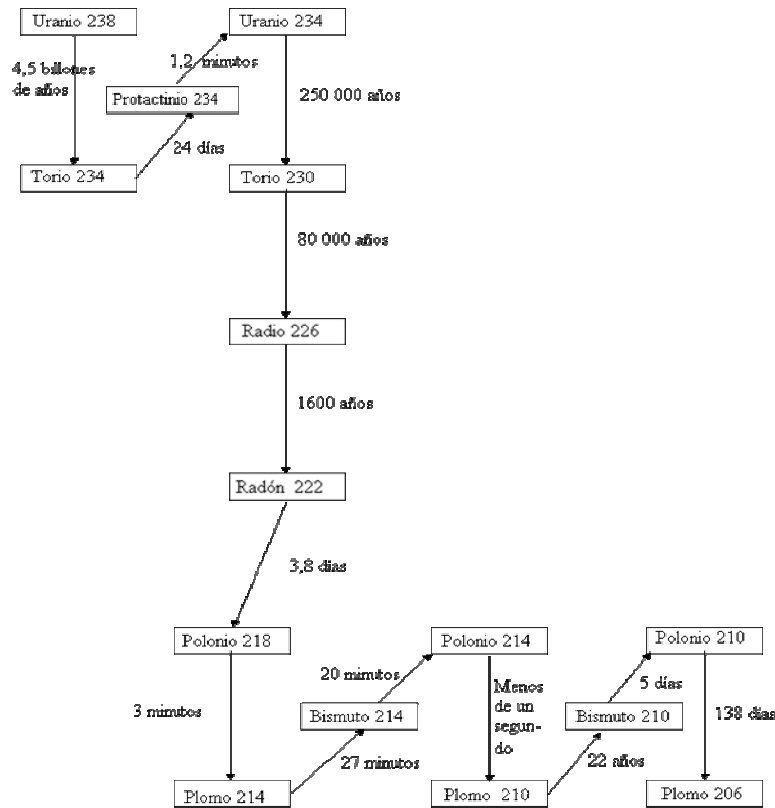 Uranio 238
Uranio 234
4,5 billones
de años
1,2 minutos
Protactinio 234
250 000 años
24 días
Torio 234
Torio 230
80 000 años
Radio 226
1600 años
Radón 222
3,8 dias
Polonio 218
Polonio 214
Polonio 210
20 minutos
Menos
de un
segun-
do
5 días
3 minutos
Bismuto 214
Bismuto 210
138 días
27 minutos
22 años
Plomo 214
Plomo 210
Plomo 206